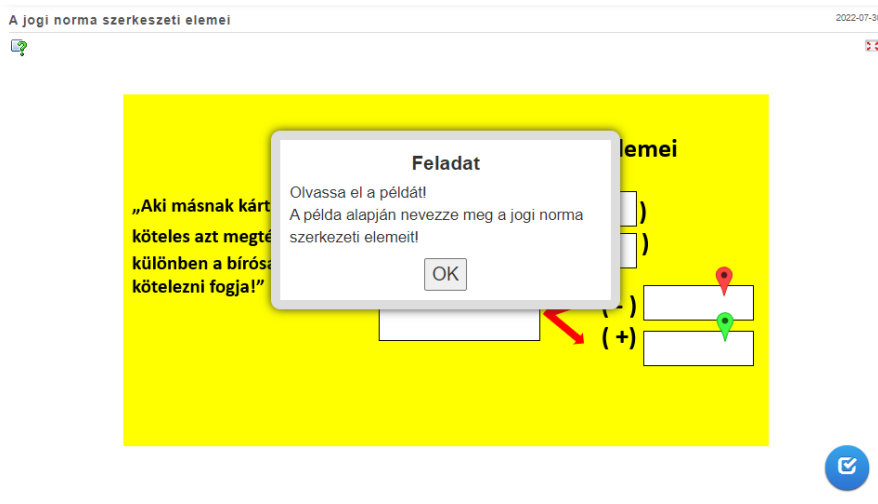 A jogi norma szerkeszeti elemei
2022-07-30
Feladat
Olvassa el a példát!
A példa alapján nevezze meg a jogi norma
szerkezeti elemeit!
OK
elemei
„Aki másnak kárt
köteles azt megté
különben a bírósá
kötelezni fogja!”
)
)
( - )
( +)